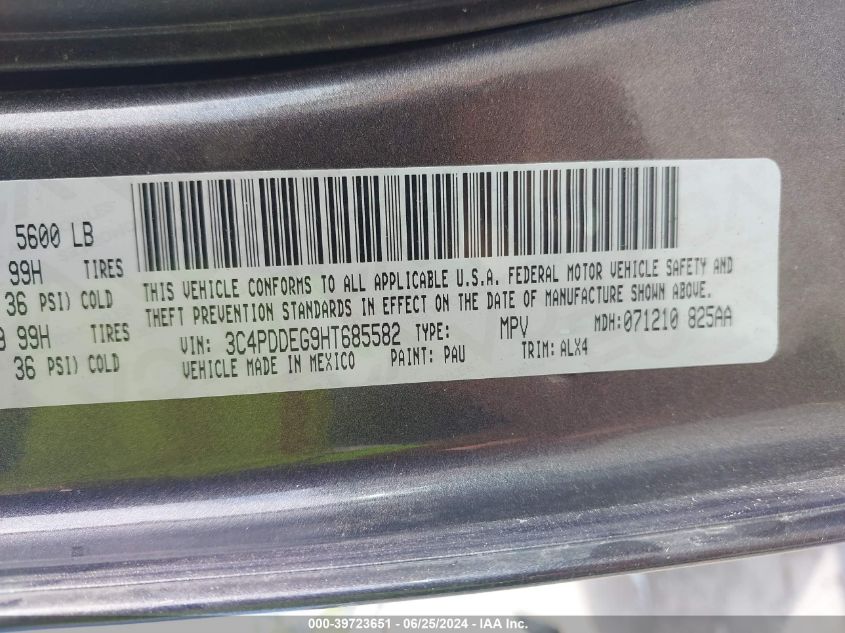 5600 LB
99H TIRES
36 PSI) COLD
99H TIRES
36 PSI) COLD
THIS VEHICLE CONFORMS TO ALL APPLICABLE U.S.A. FEDERAL MOTOR VEHICLE SAFETY AND
THEFT PREVENTION STANDARDS IN EFFECT ON THE DATE OF MANUFACTURE SHOWN ABOVE.
VIN: 3C4PDDEG9HT685582 TYPE: MPV MDH:071210 825AA
VEHICLE MADE IN MEXICO PAINT: PAU TRIM: ALX4
000-39723651 - 06/25/2024 - IAA Inc.